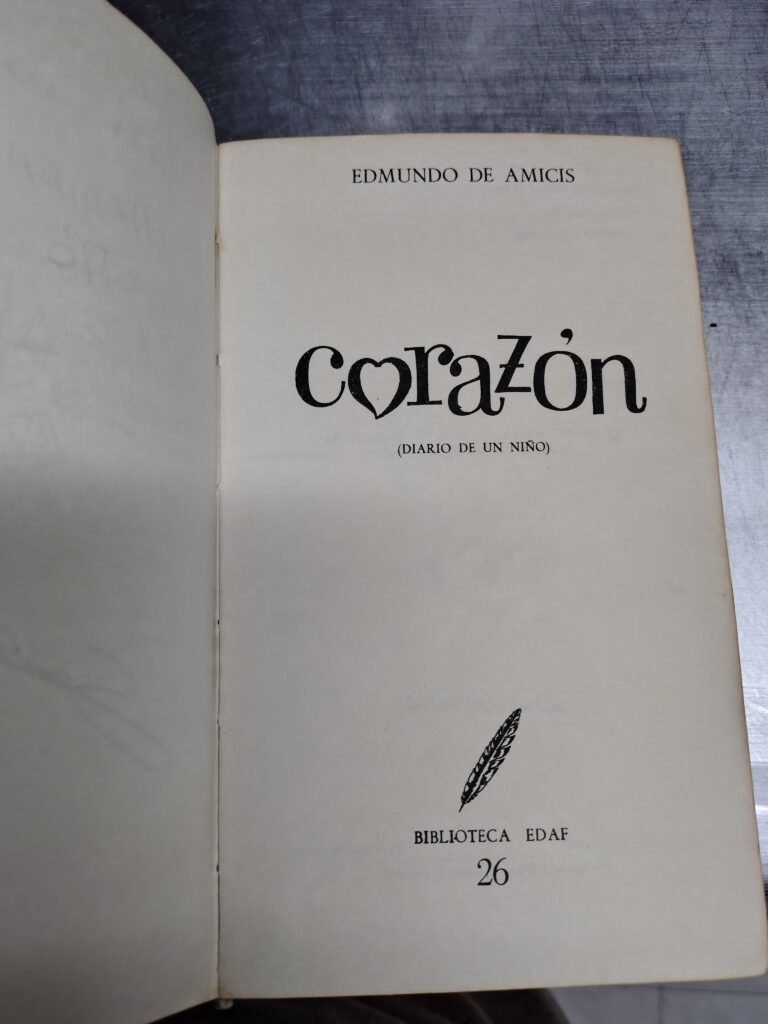 EDMUNDO DE AMICIS
corazón
(DIARIO DE UN NIÑO)
BIBLIOTECA EDAF
26